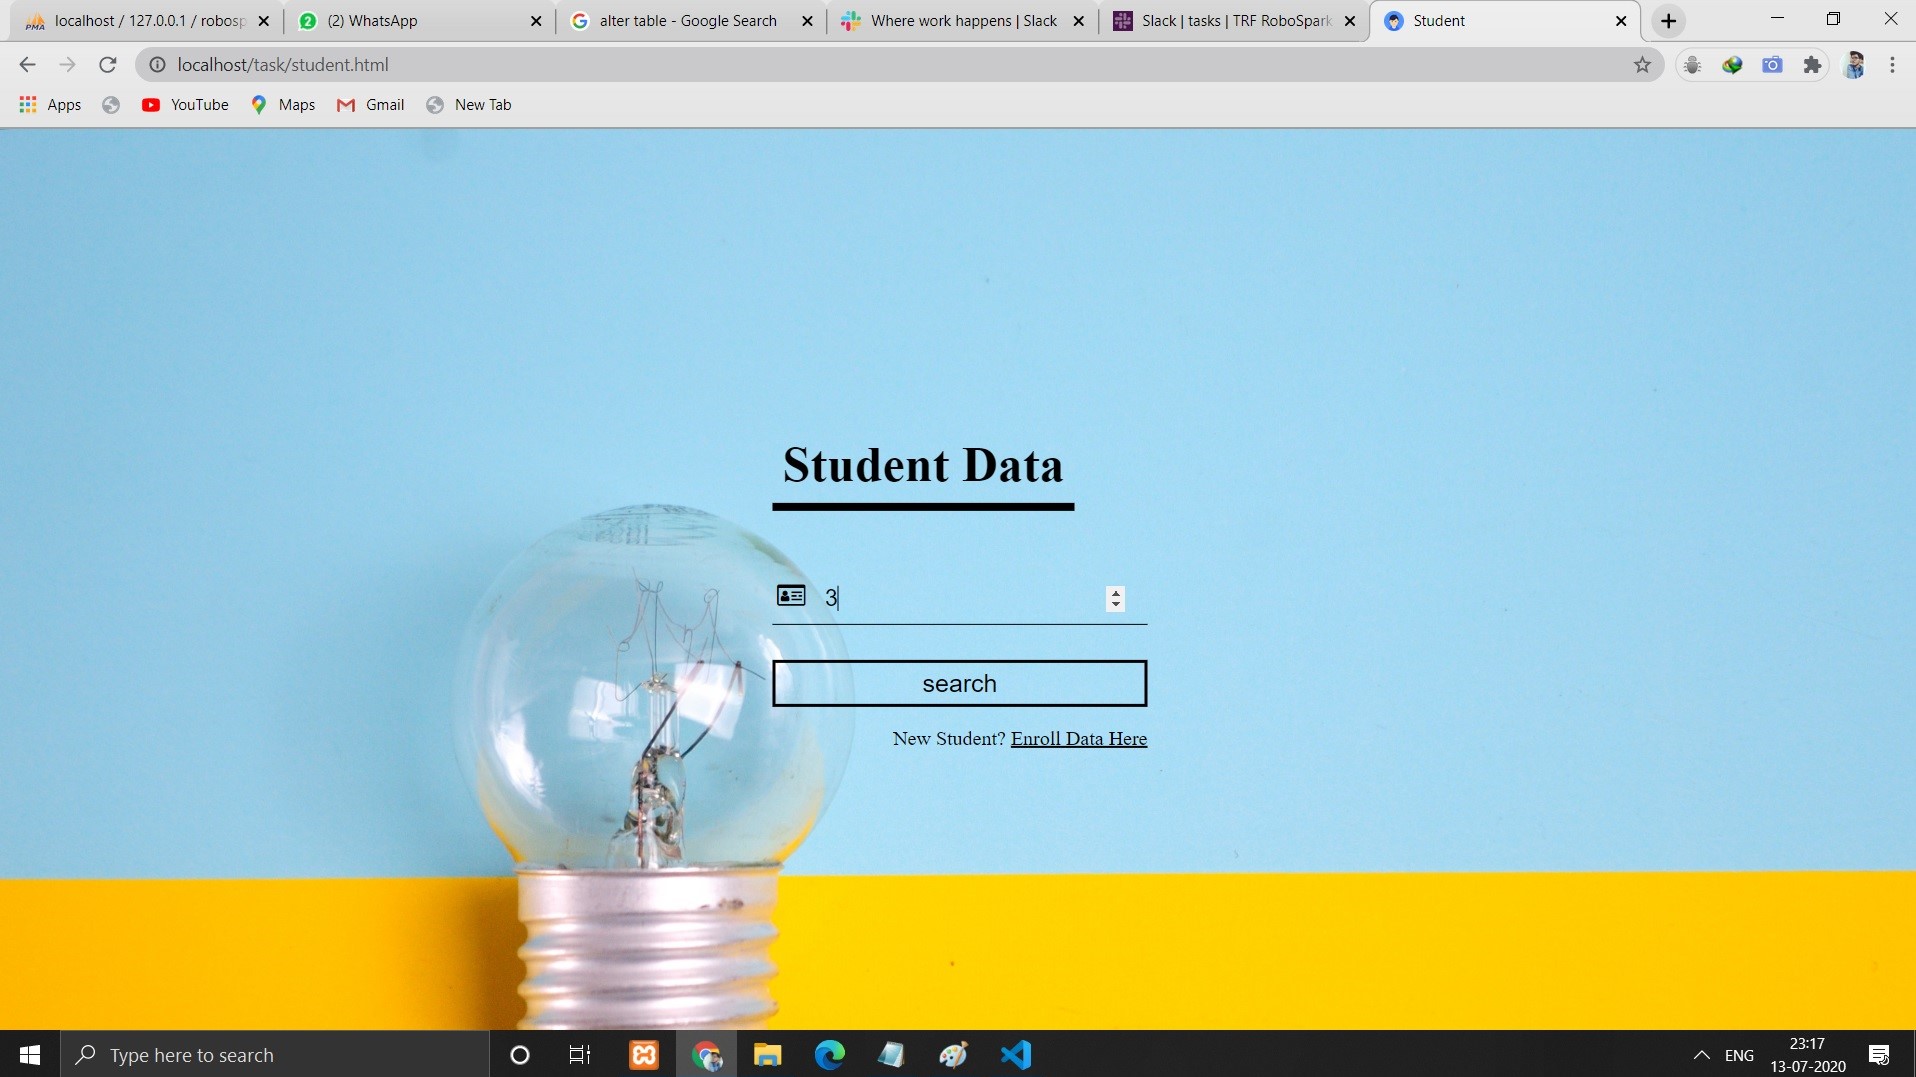 localhost / 127.0.0.1 / robosp
(2) WhatsApp
alter table - Google Search
Where work happens | Slack
Slack | tasks | TRF RoboSpark
Student
localhost/task/student.html
Apps
YouTube
Maps
Gmail
New Tab
Student Data
3
search
New Student? Enroll Data Here
Type here to search
ENG
23:17
13-07-2020